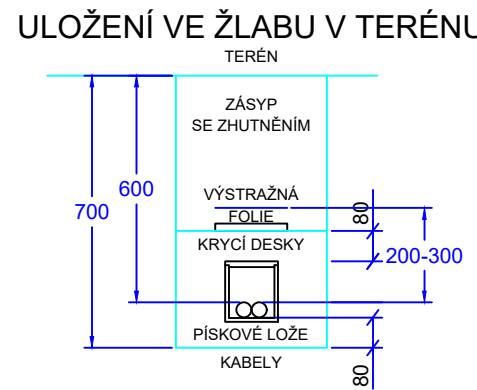 ULOŽENÍ VE ŽLABU V TERÉNU
TERÉN
ZÁSYP
SE ZHUTNĚNÍM
600
700
VÝSTRAŽNÁ
FOLIE
80
KRYCÍ DESKY
200-300
PÍSKOVÉ LOŽE
KABELY
80